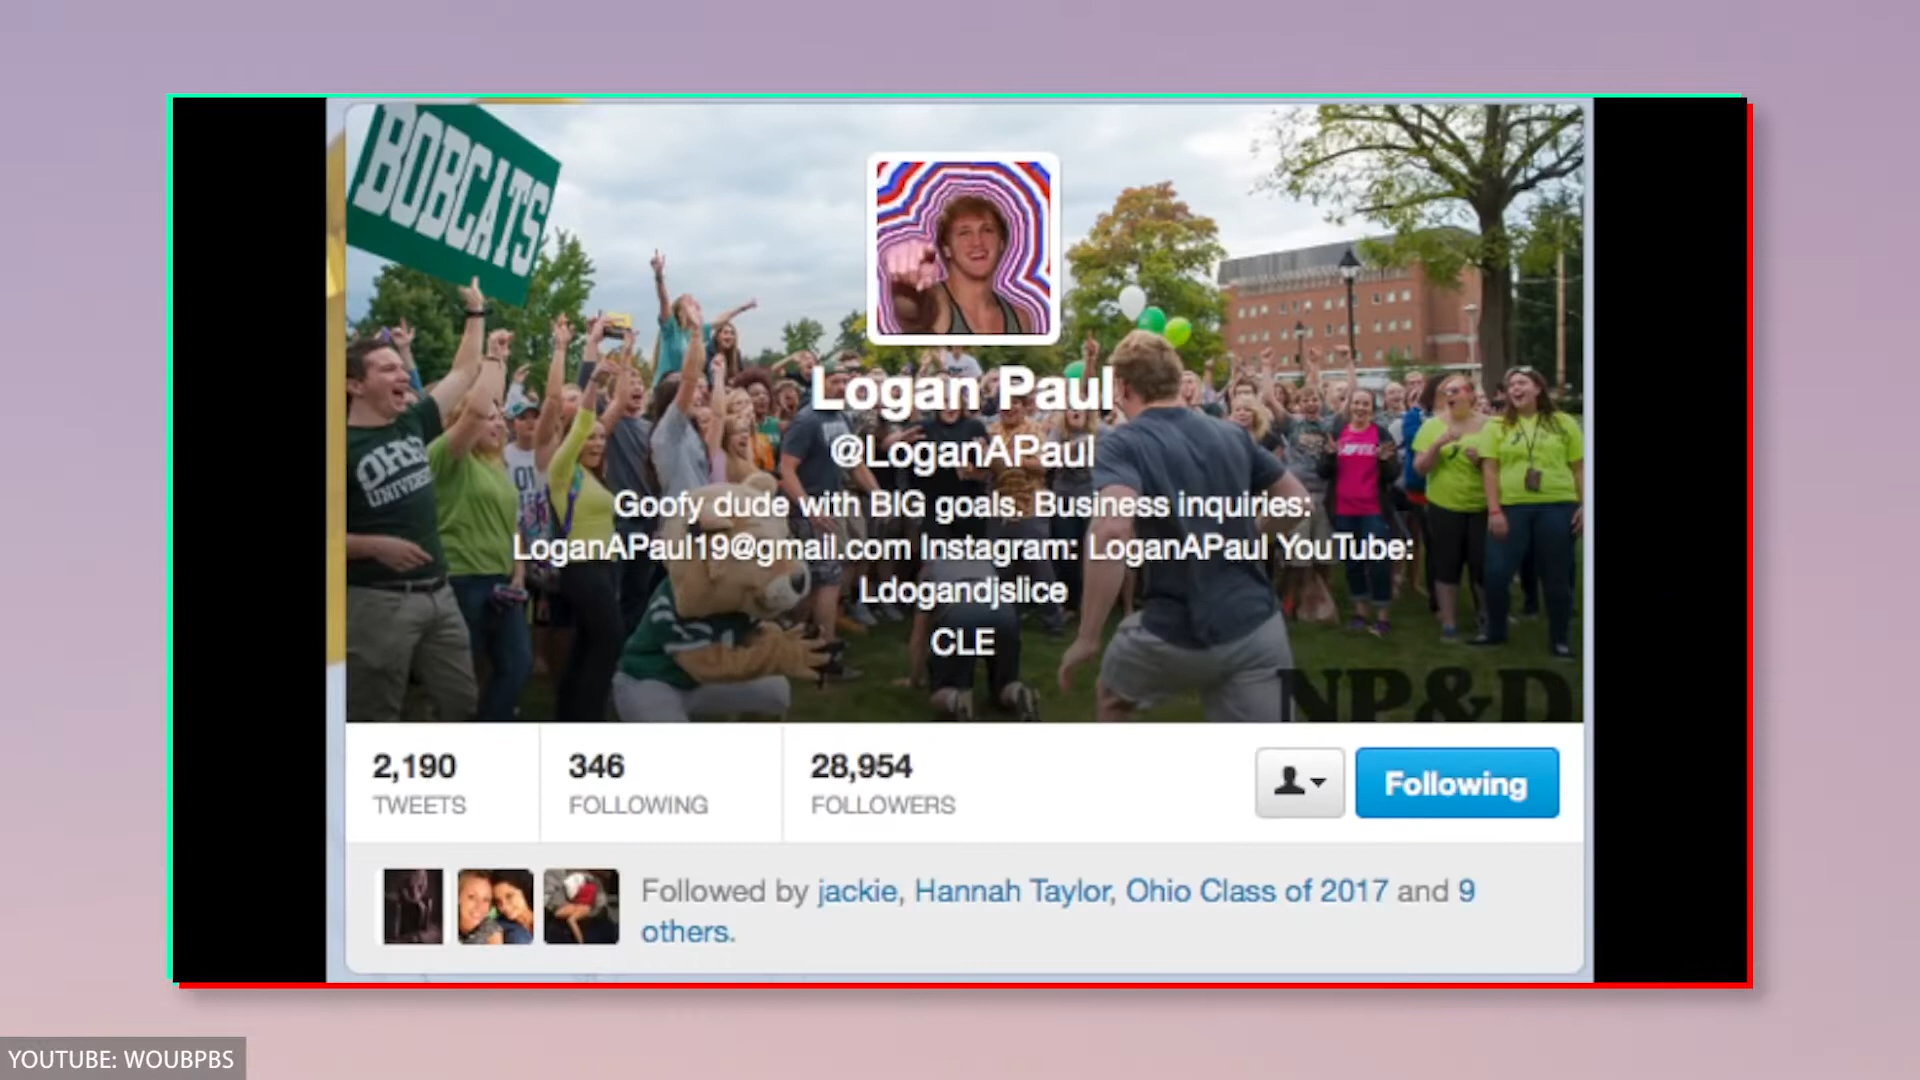 BOBCATS
Logan Paul
@LoganAPaul
Goofy dude with BIG goals. Business inquiries:
LoganAPaul19@gmail.com Instagram: LoganAPaul YouTube:
Ldogandjslice
CLE
OHIO
UNIVERSITY
NP&D
2,190
TWEETS
346
FOLLOWING
28,954
FOLLOWERS
Following
Followed by jackie, Hannah Taylor, Ohio Class of 2017 and 9
others.
YOUTUBE: WOUBPBS